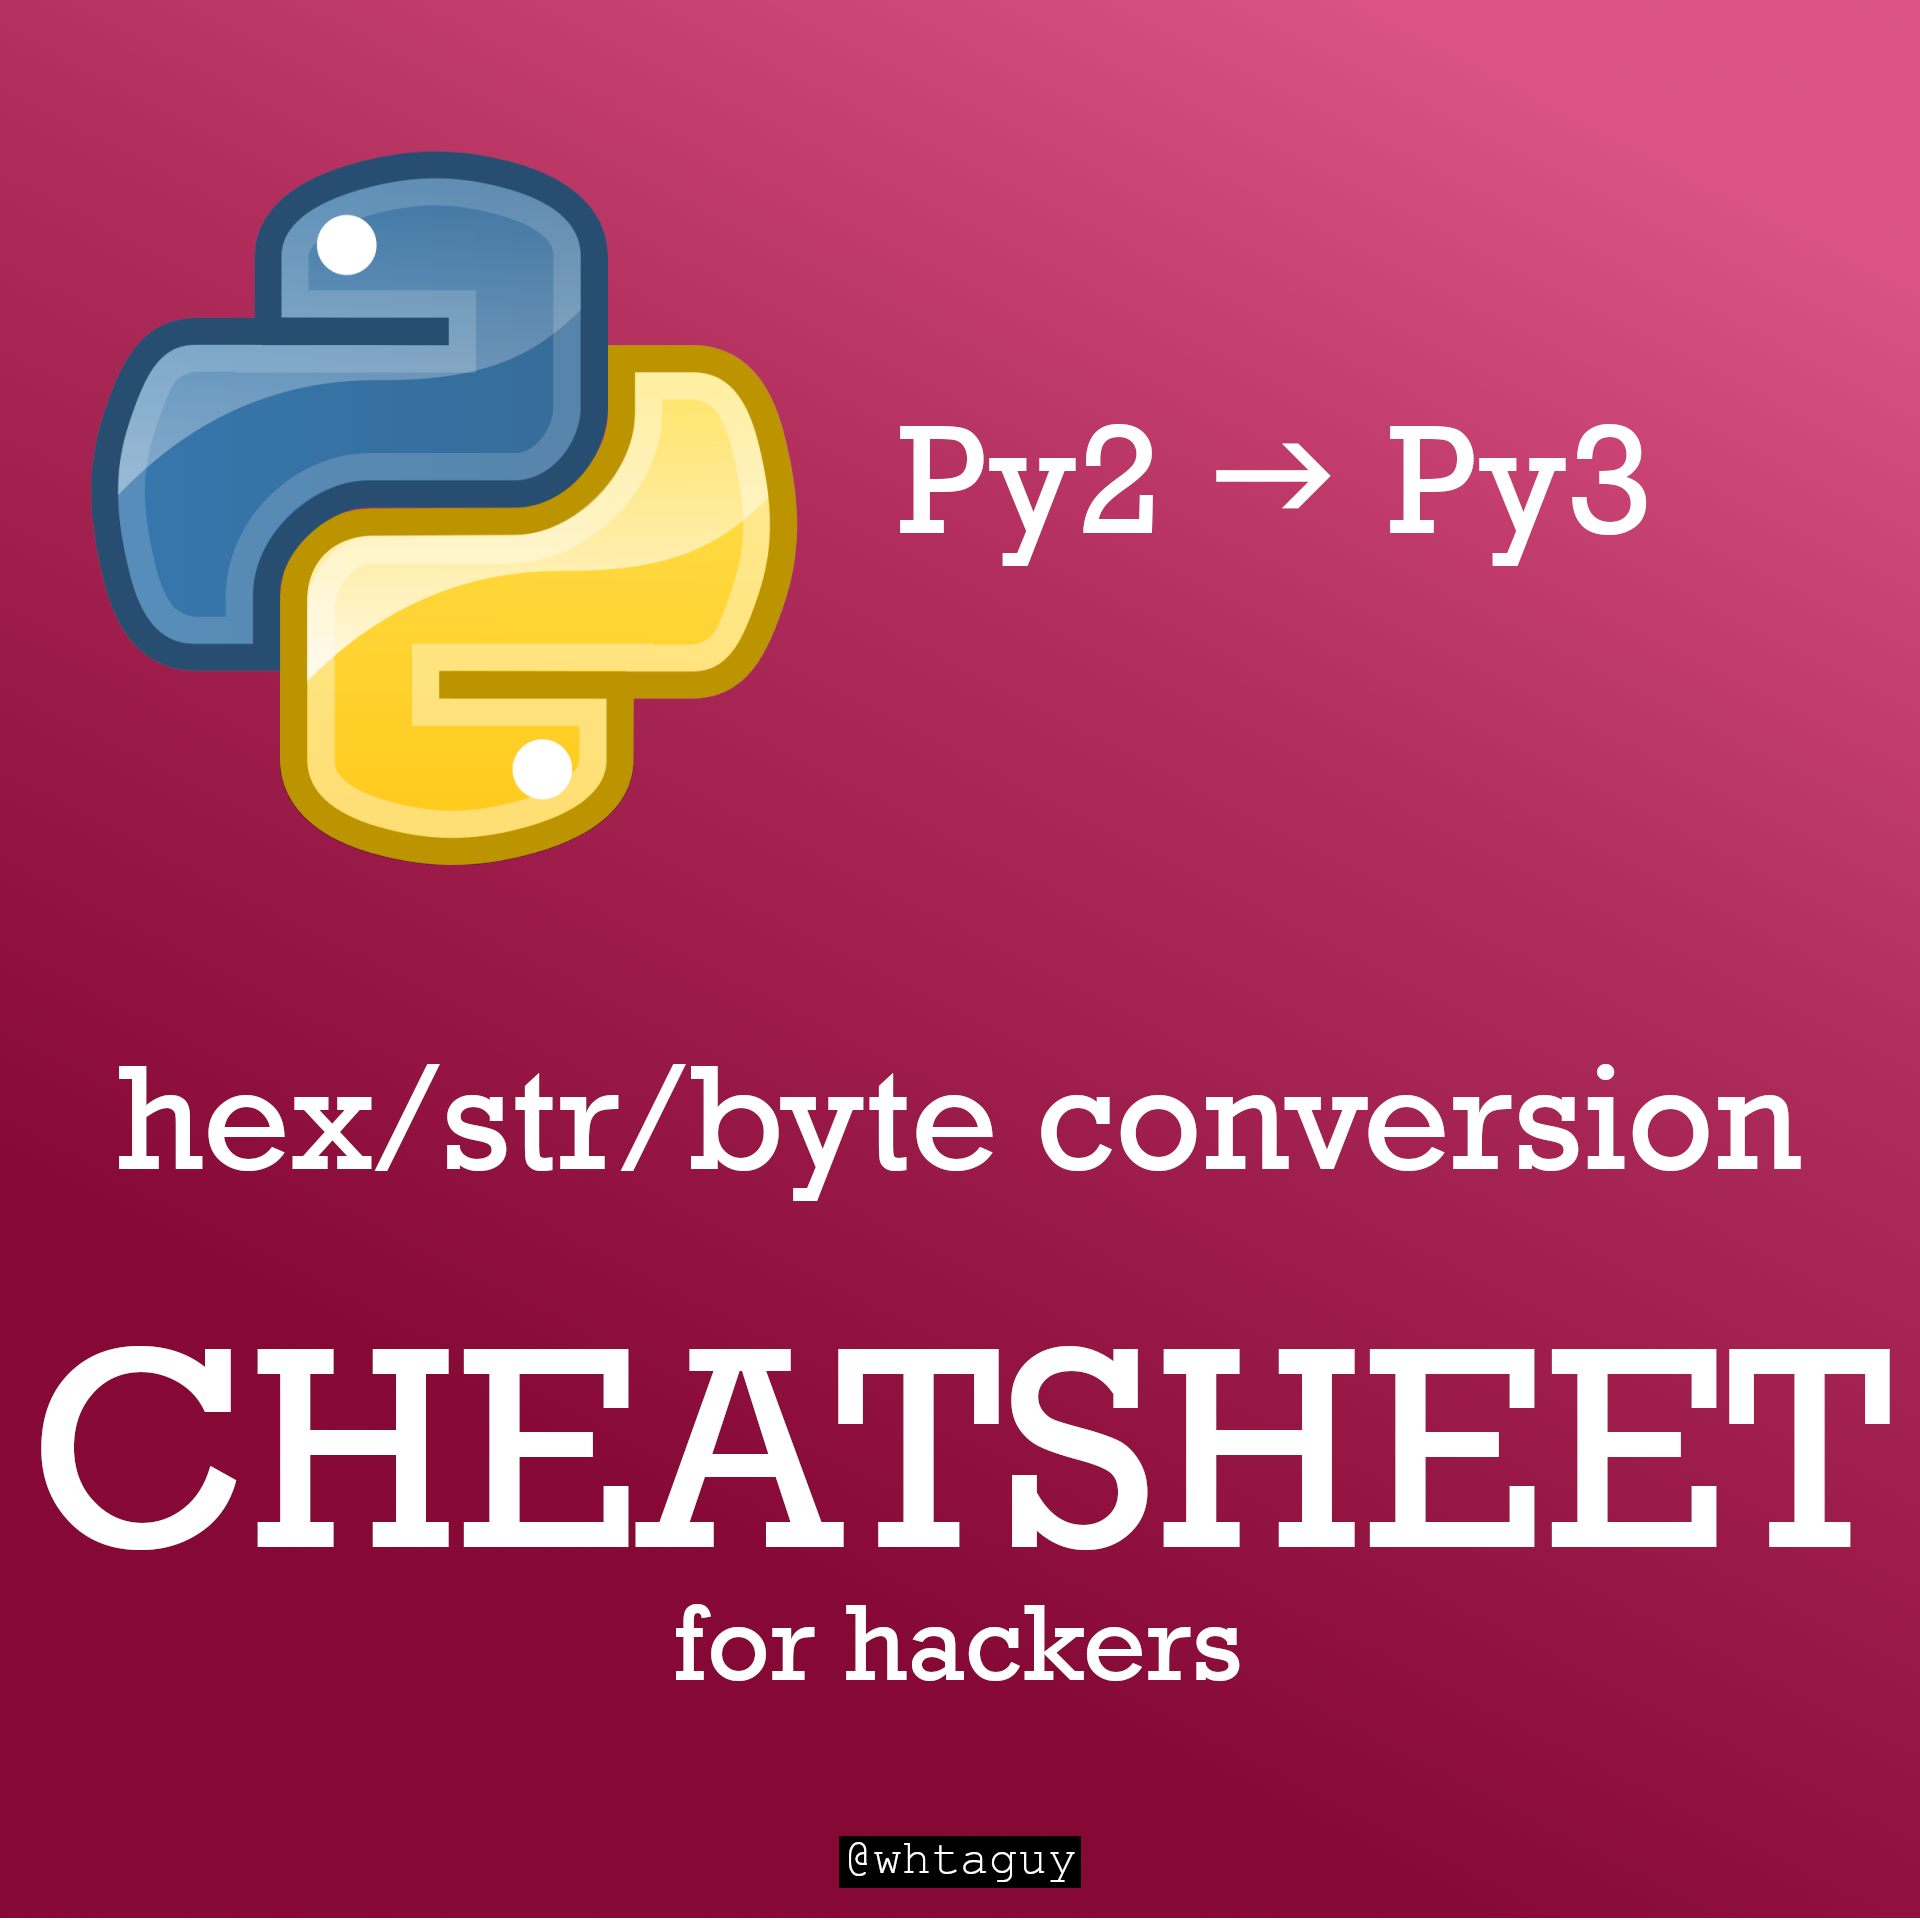 Py2 → Py3
hex/str/byte conversion
CHEATSHEET
for hackers
@whtaguy